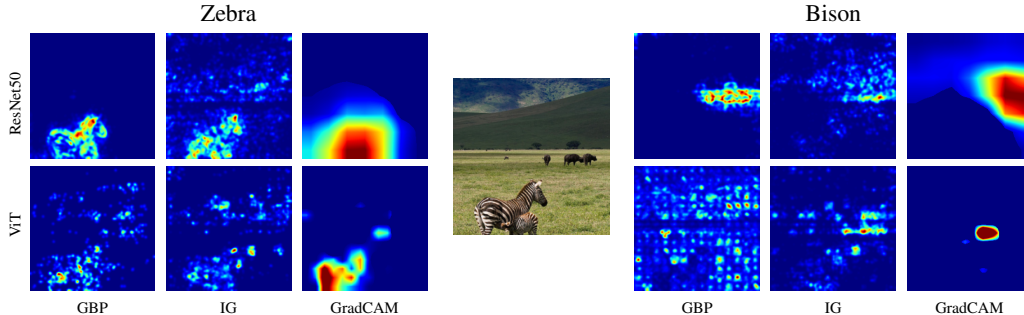 Zebra
Bison
ResNet50
ViT
GBP
IG
GradCAM
GBP
IG
GradCAM